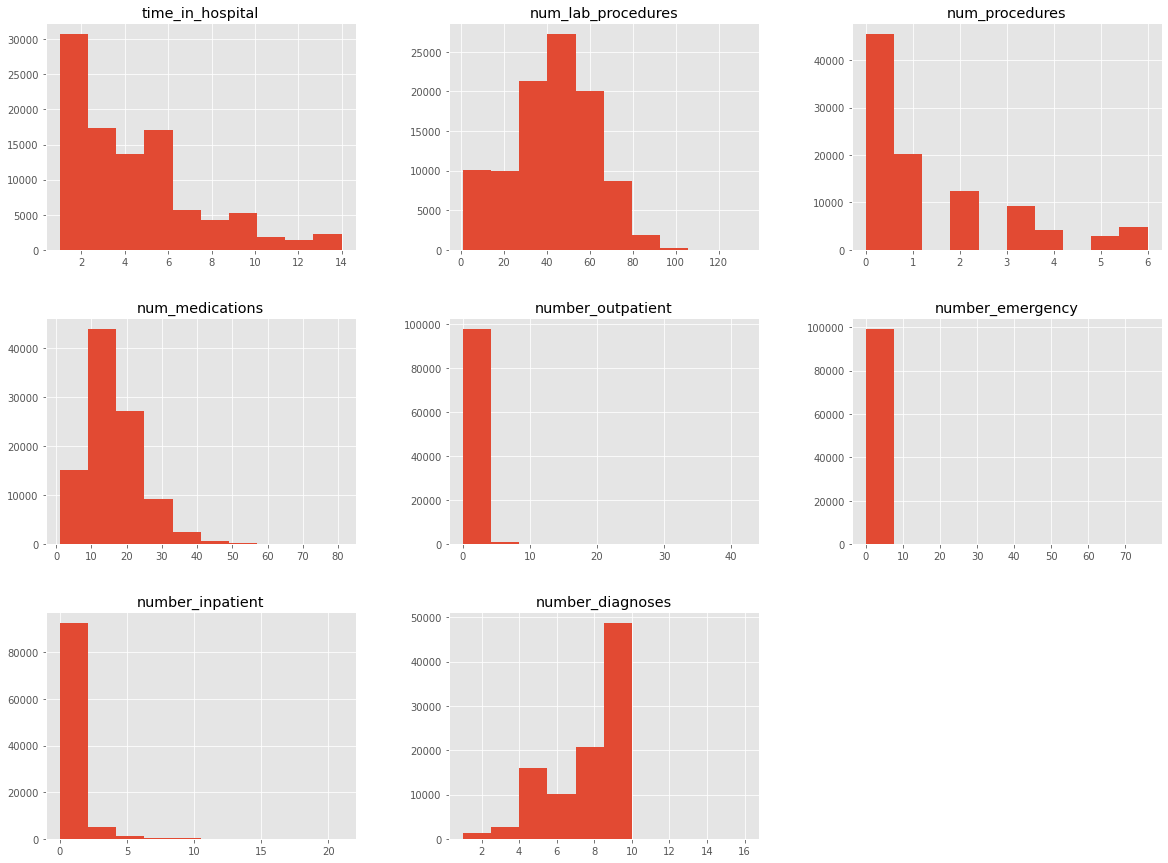 time_in_hospital
30000
25000
20000
15000
10000
5000
0
2 4 6 8 10 12 14
num_lab_procedures
25000
20000
15000
10000
5000
0
0 20 40 60 80 100 120
num_procedures
40000
30000
20000
10000
0
0 1 2 3 4 5 6
num_medications
40000
30000
20000
10000
0
0 10 20 30 40 50 60 70 80
number_outpatient
100000
80000
60000
40000
20000
0
0 10 20 30 40
number_emergency
100000
80000
60000
40000
20000
0
0 10 20 30 40 50 60 70
number_inpatient
80000
60000
40000
20000
0
0 5 10 15 20
number_diagnoses
50000
40000
30000
20000
10000
0
2 4 6 8 10 12 14 16